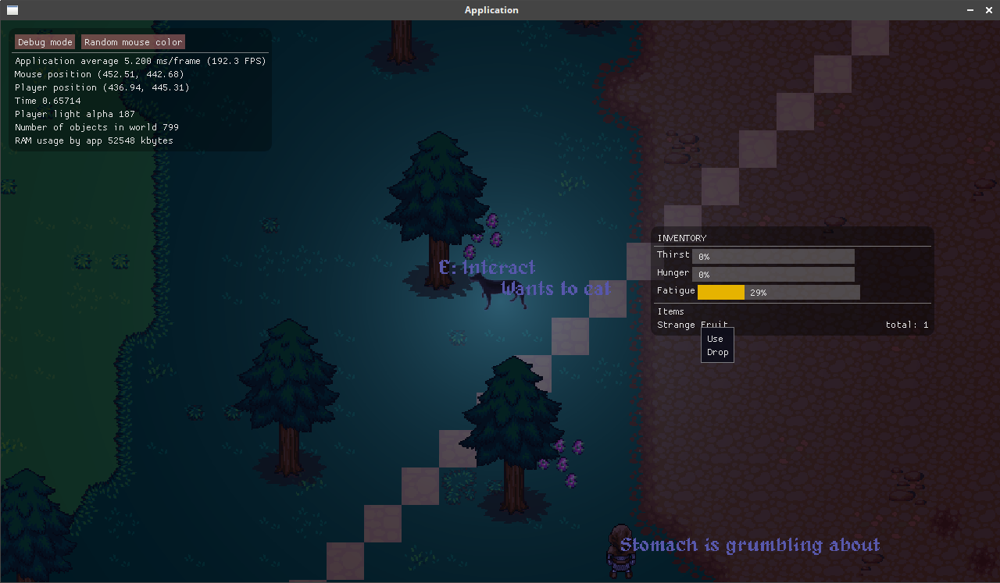 Application
Debug mode
Random mouse color
Application average 5.200 ms/frame (192.3 FPS)
Mouse position (452.51, 442.68)
Player position (436.94, 445.31)
Time 0.65714
Player light alpha 187
Number of objects in world 799
RAM usage by app 52548 kbytes
INVENTORY
Thirst 0%
Hunger 0%
Fatigue 29%
Items
Strange Fruit total: 1
Use
Drop
E: Interact
Wants to eat
Stomach is grumbling about